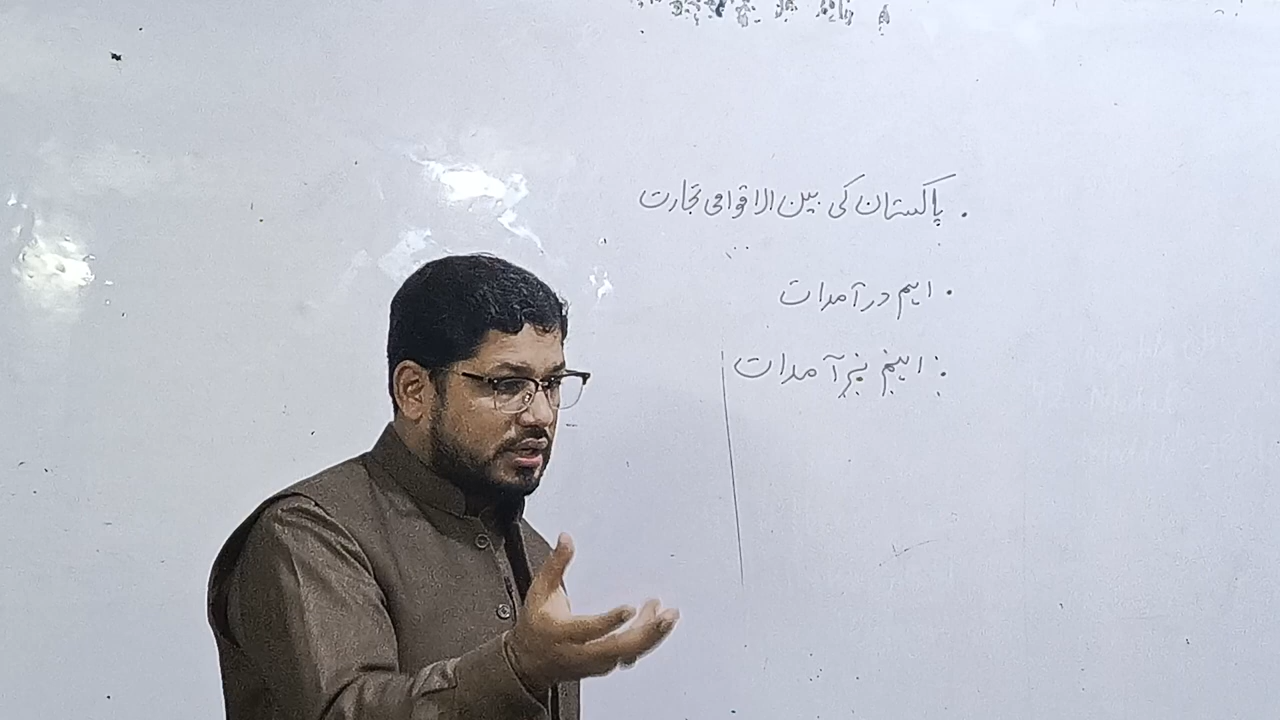 پاکستان کی بین الاقوامی تجارت
اہم درآمدات
اہم برآمدات